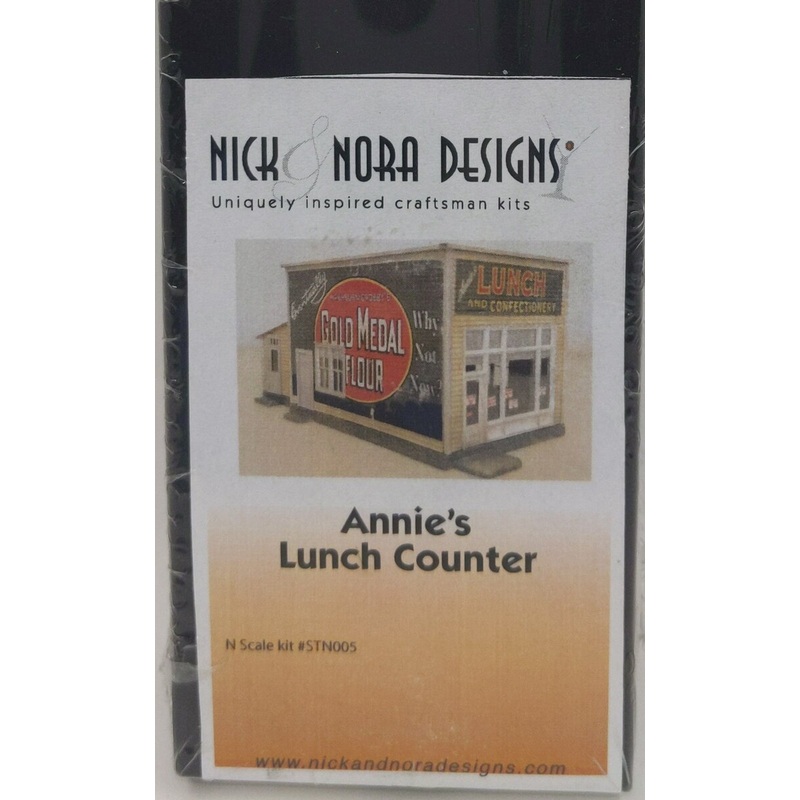 NICK & NORA DESIGNS
Uniquely inspired craftsman kits
Eventually
GOLD MEDAL
FLOUR
Why
Not
Now?
LUNCH
AND CONFECTIONERY
Annie's
Lunch Counter
N Scale kit #STN005
www.nickandnoradesigns.com